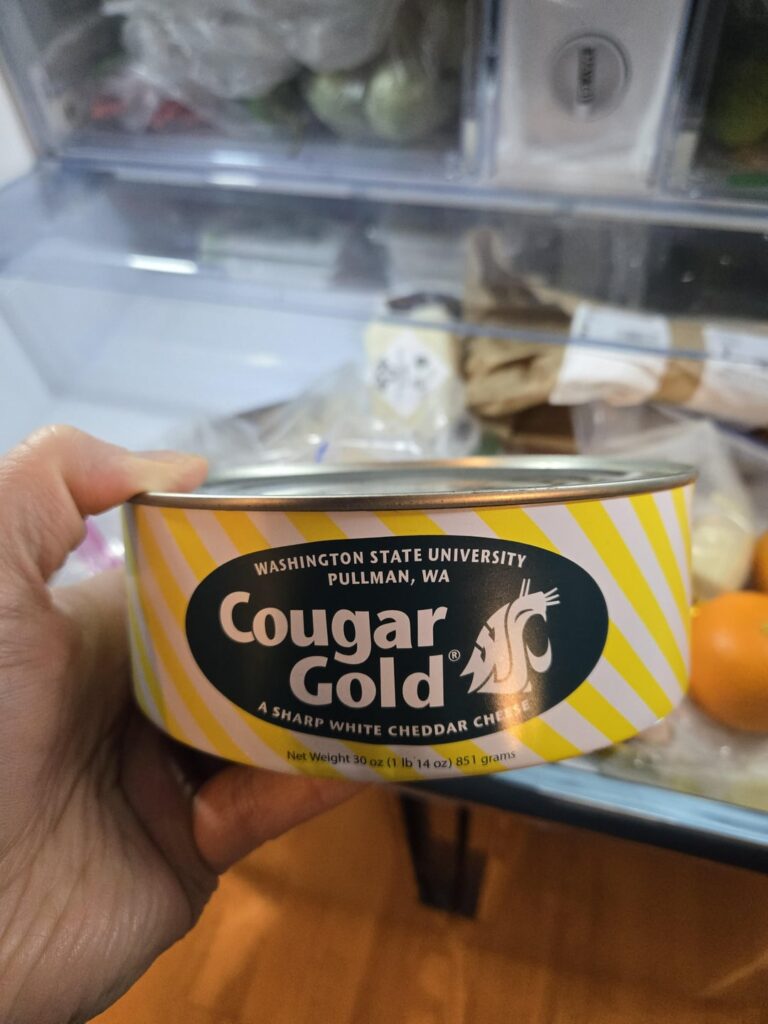 WASHINGTON STATE UNIVERSITY
PULLMAN, WA
Cougar
Gold®
WSU
A SHARP WHITE CHEDDAR CHEESE
Net Weight 30 oz (1 lb 14 oz) 851 grams